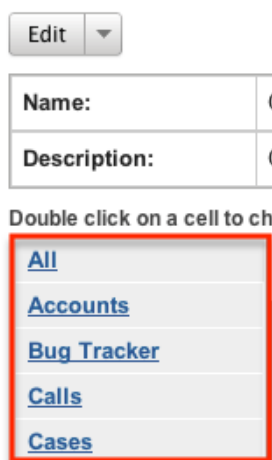 Edit
Name:
Description:
Double click on a cell to ch
All
Accounts
Bug Tracker
Calls
Cases